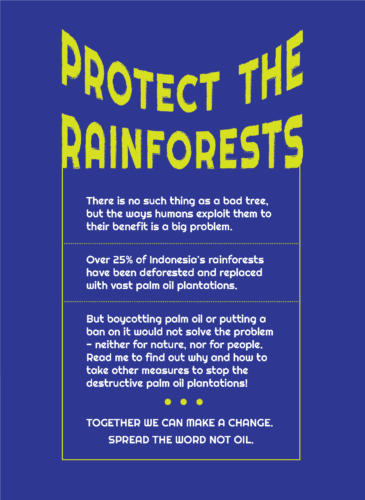 PROTECT THE
RAINFORESTS
There is no such thing as a bad tree,
but the ways humans exploit them to
their benefit is a big problem.
Over 25% of Indonesia's rainforests
have been deforested and replaced
with vast palm oil plantations.
But boycotting palm oil or putting a
ban on it would not solve the problem
– neither for nature, nor for people.
Read me to find out why and how to
take other measures to stop the
destructive palm oil plantations!
TOGETHER WE CAN MAKE A CHANGE.
SPREAD THE WORD NOT OIL.